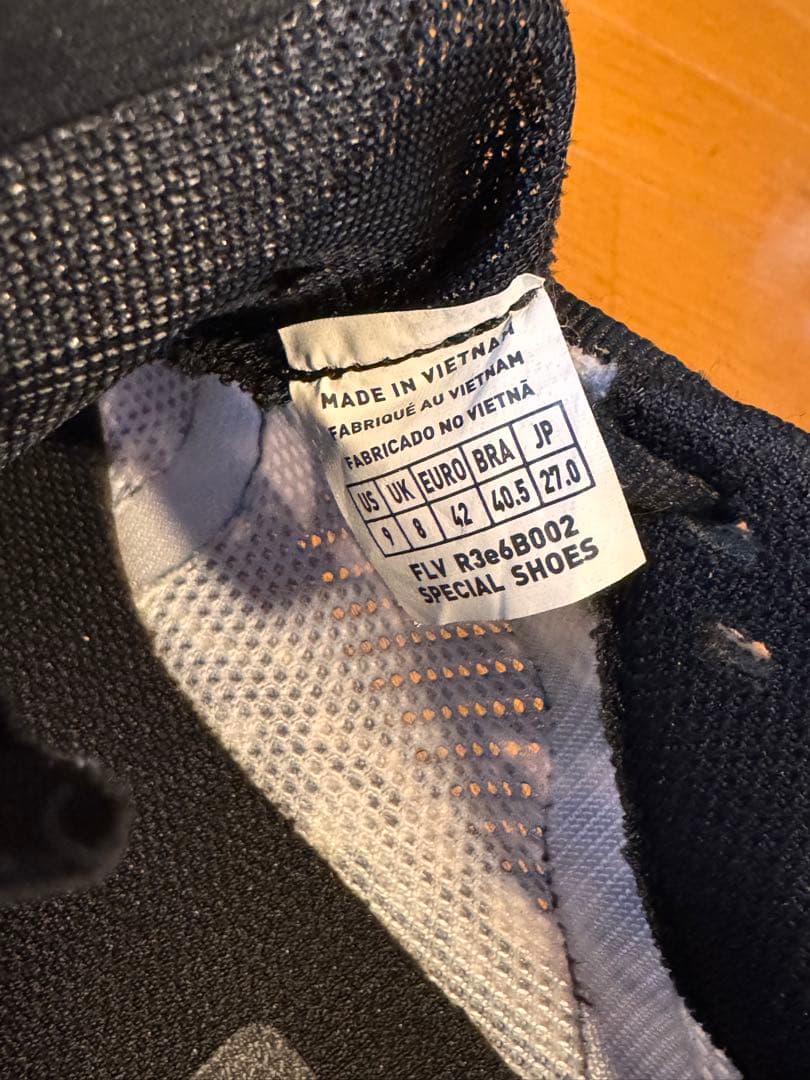 MADE IN VIETNAM
FABRIQUÉ AU VIETNAM
FABRICADO NO VIETNÃ
US UK EURO BRA JP
9 8 42 40.5 27.0
FLY R3e6B002
SPECIAL SHOES